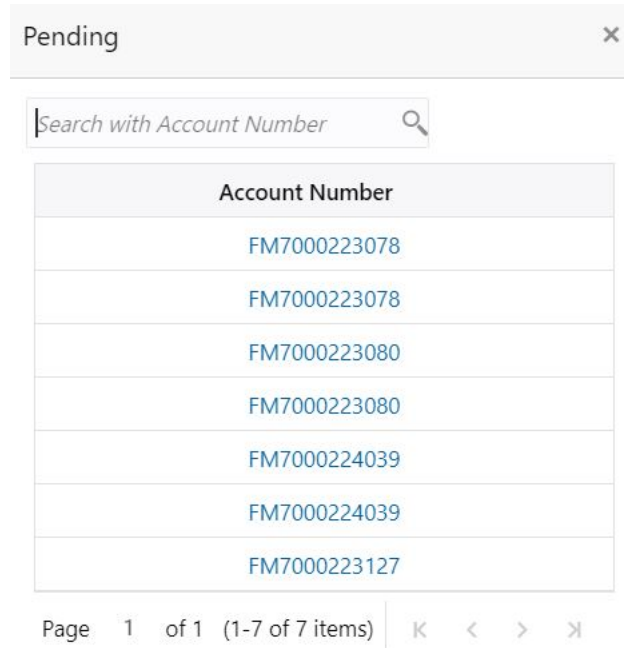 Pending
Search with Account Number
Account Number
FM7000223078
FM7000223078
FM7000223080
FM7000223080
FM7000224039
FM7000224039
FM7000223127
Page 1 of 1 (1-7 of 7 items)